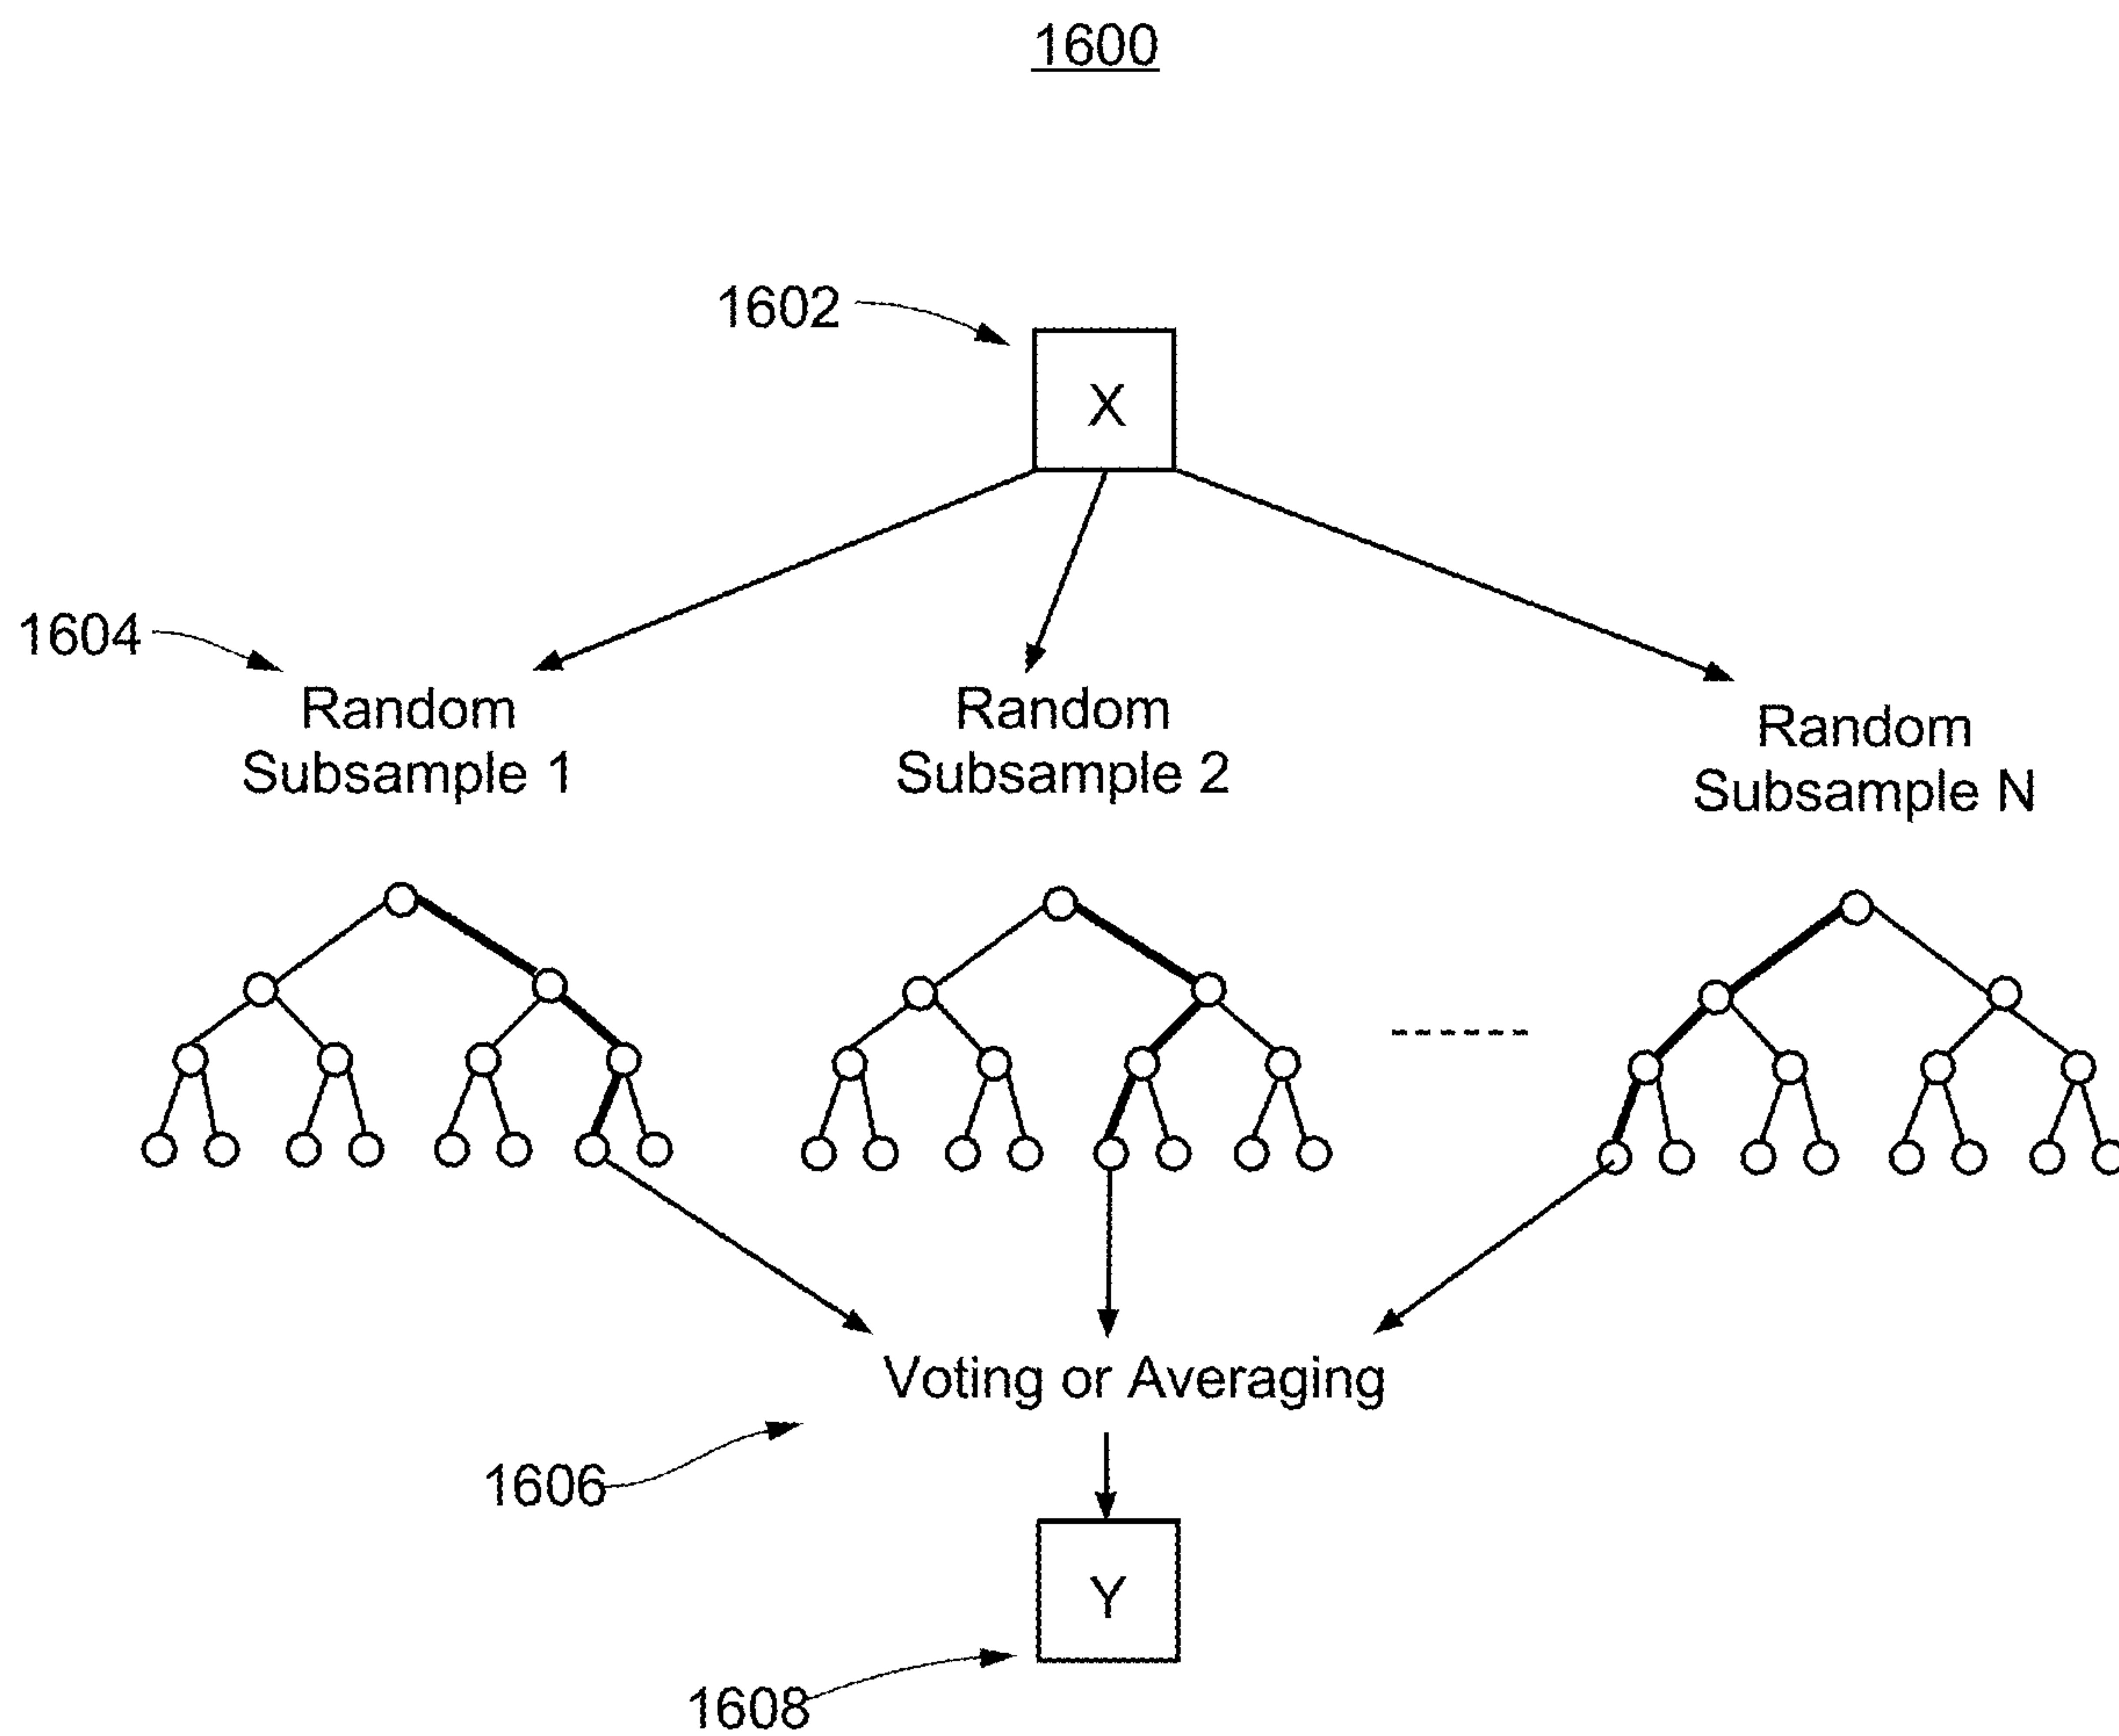 1600
1602
X
1604
Random
Subsample 1
Random
Subsample 2
Random
Subsample N
Voting or Averaging
1606
Y
1608